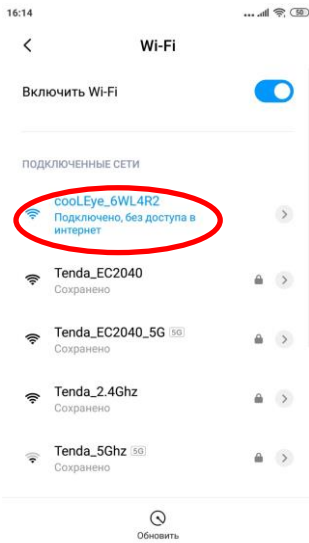 16:14
50
Wi-Fi
Включить Wi-Fi
ПОДКЛЮЧЕННЫЕ СЕТИ
cooLEye_6WL4R2
Подключено, без доступа в
интернет
Tenda_EC2040
Сохранено
Tenda_EC2040_5G 5G
Сохранено
Tenda_2.4Ghz
Сохранено
Tenda_5Ghz 5G
Сохранено
Обновить